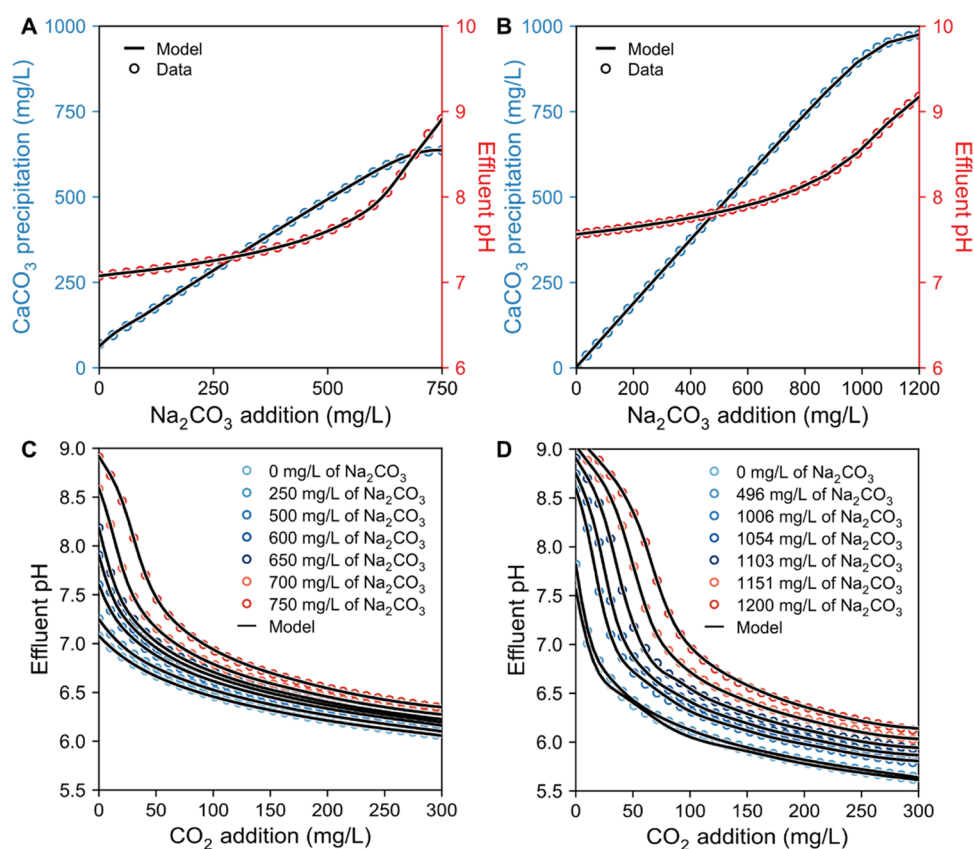 A
Model
Data
CaCO₃ precipitation (mg/L)
1000
750
500
250
0
10
9
8
7
6
Effluent pH
0 250 500 750
Na₂CO₃ addition (mg/L)
B
Model
Data
CaCO₃ precipitation (mg/L)
1000
750
500
250
0
10
9
8
7
6
Effluent pH
0 200 400 600 800 1000 1200
Na₂CO₃ addition (mg/L)
C
Effluent pH
9.0
8.5
8.0
7.5
7.0
6.5
6.0
5.5
0 mg/L of Na₂CO₃
250 mg/L of Na₂CO₃
500 mg/L of Na₂CO₃
600 mg/L of Na₂CO₃
650 mg/L of Na₂CO₃
700 mg/L of Na₂CO₃
750 mg/L of Na₂CO₃
Model
0 50 100 150 200 250 300
CO₂ addition (mg/L)
D
Effluent pH
9.0
8.5
8.0
7.5
7.0
6.5
6.0
5.5
0 mg/L of Na₂CO₃
496 mg/L of Na₂CO₃
1006 mg/L of Na₂CO₃
1054 mg/L of Na₂CO₃
1103 mg/L of Na₂CO₃
1151 mg/L of Na₂CO₃
1200 mg/L of Na₂CO₃
Model
0 50 100 150 200 250 300
CO₂ addition (mg/L)